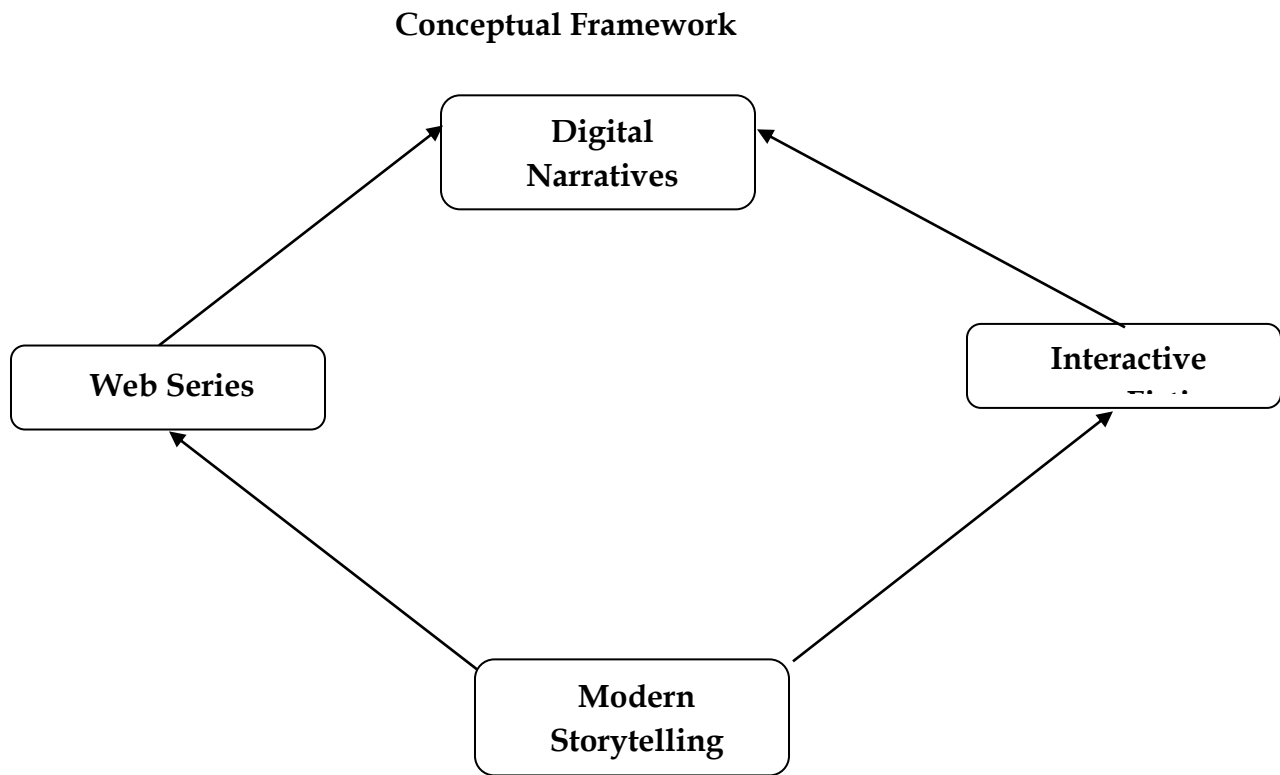 Conceptual Framework
Digital
Narratives
Web Series
Interactive
Modern
Storytelling